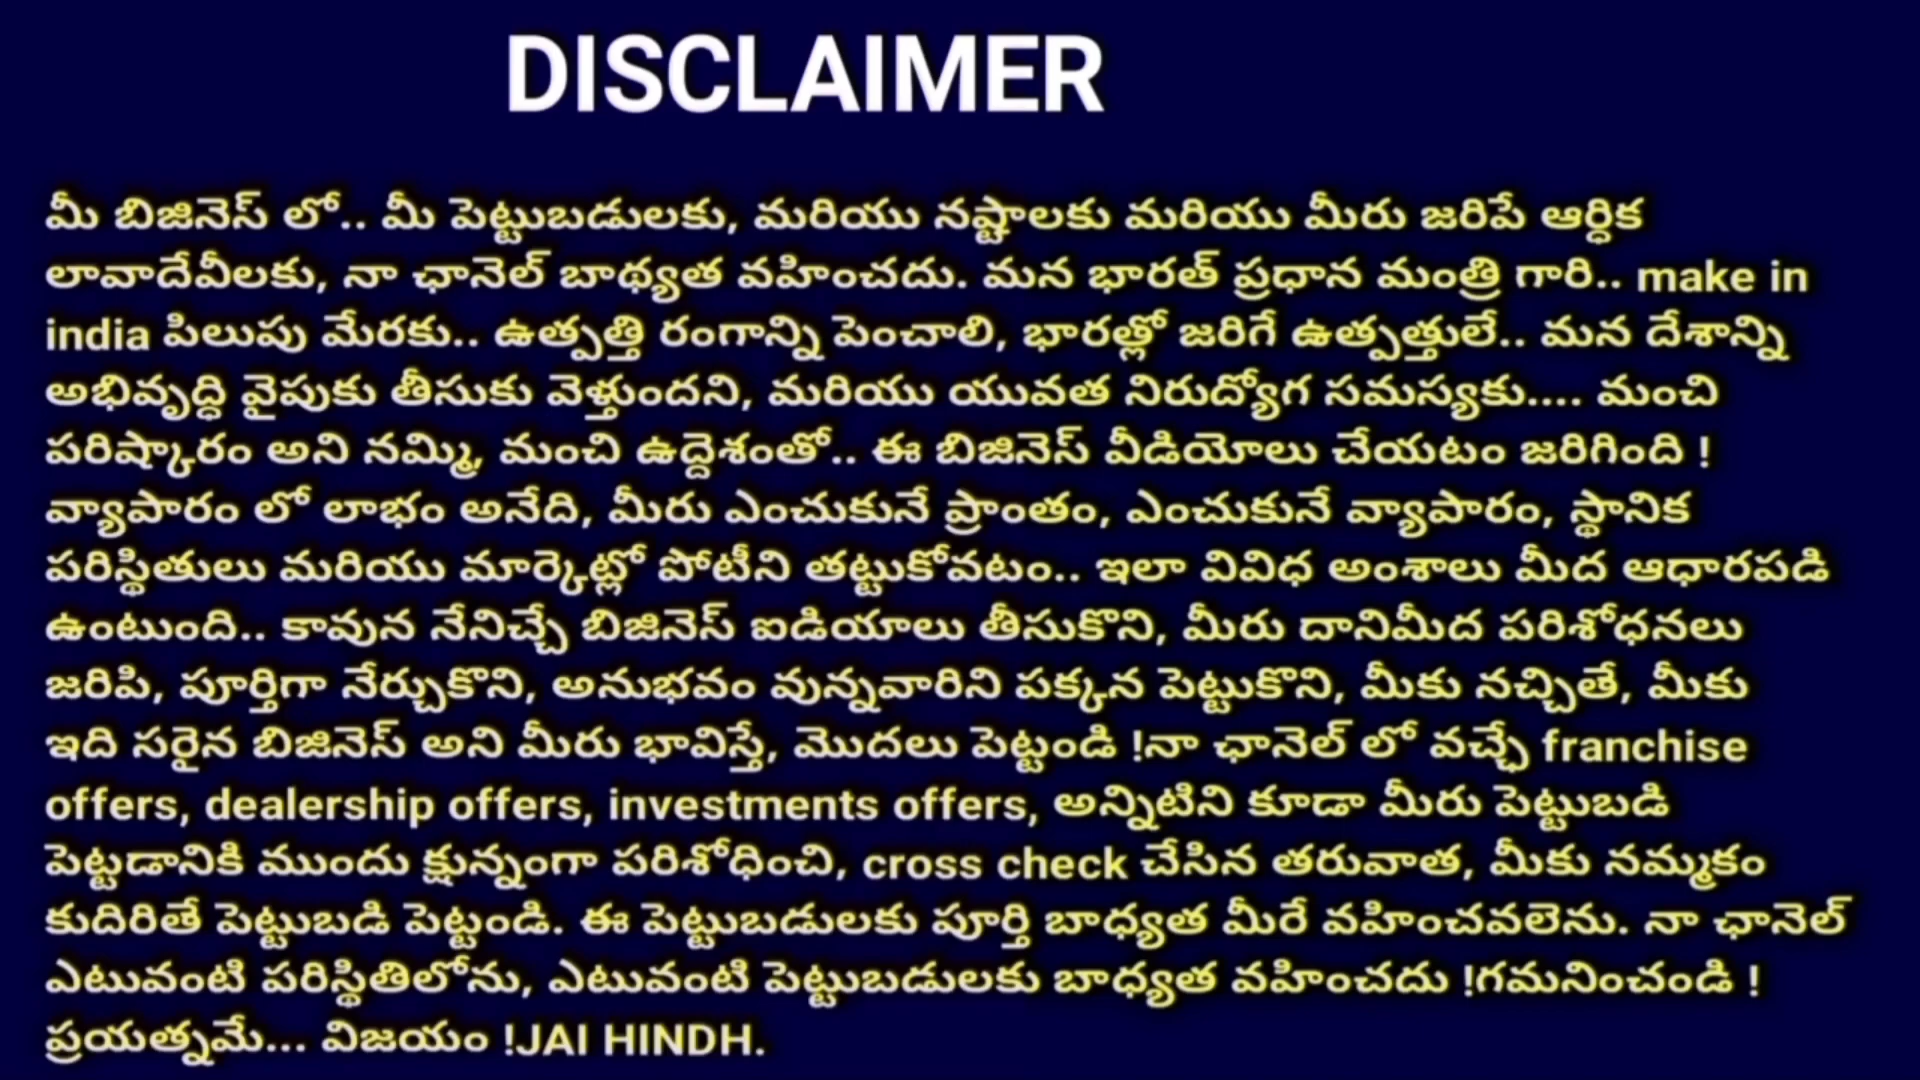 DISCLAIMER
మీ బిజినెస్ లో.. మీ పెట్టుబడులకు, మరియు నష్టాలకు మరియు మీరు జరిపే ఆర్ధిక
లావాదేవీలకు, నా ఛానెల్ బాథ్యత వహించదు. మన భారత్ ప్రధాన మంత్రి గారి.. make in
india పిలుపు మేరకు.. ఉత్పత్తి రంగాన్ని పెంచాలి, భారత్లో జరిగే ఉత్పత్తులే.. మన దేశాన్ని
అభివృద్ధి వైపుకు తీసుకు వెళ్తుందని, మరియు యువత నిరుద్యోగ సమస్యకు.... మంచి
పరిష్కారం అని నమ్మి, మంచి ఉద్దెశంతో.. ఈ బిజినెస్ వీడియోలు చేయటం జరిగింది !
వ్యాపారం లో లాభం అనేది, మీరు ఎంచుకునే ప్రాంతం, ఎంచుకునే వ్యాపారం, స్థానిక
పరిస్థితులు మరియు మార్కెట్లో పోటీని తట్టుకోవటం.. ఇలా వివిధ అంశాలు మీద ఆధారపడి
ఉంటుంది.. కావున నేనిచ్చే బిజినెస్ ఐడియాలు తీసుకొని, మీరు దానిమీద పరిశోధనలు
జరిపి, పూర్తిగా నేర్చుకొని, అనుభవం వున్నవారిని పక్కన పెట్టుకొని, మీకు నచ్చితే, మీకు
ఇది సరైన బిజినెస్ అని మీరు భావిస్తే, మొదలు పెట్టండి !నా ఛానెల్ లో వచ్ఛే franchise
offers, dealership offers, investments offers, అన్నిటిని కూడా మీరు పెట్టుబడి
పెట్టడానికి ముందు క్షున్నంగా పరిశోధించి, cross check చేసిన తరువాత, మీకు నమ్మకం
కుదిరితే పెట్టుబడి పెట్టండి. ఈ పెట్టుబడులకు పూర్తి బాధ్యత మీరే వహించవలెను. నా ఛానెల్
ఎటువంటి పరిస్థితిలోను, ఎటువంటి పెట్టుబడులకు బాధ్యత వహించదు !గమనించండి !
ప్రయత్నమే... విజయం !JAI HINDH.